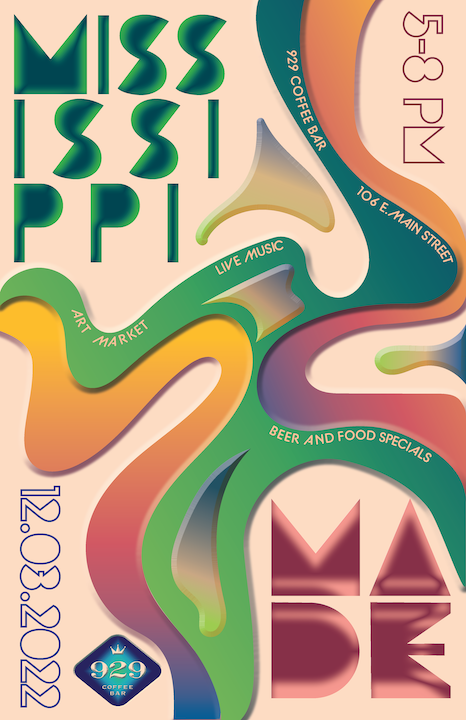 MISS
ISSI
PPI
5-8 PM
929 COFFEE BAR
106 E. MAIN STREET
LIVE MUSIC
ART MARKET
BEER AND FOOD SPECIALS
12.03.2022
MA
DE
929
COFFEE
BAR